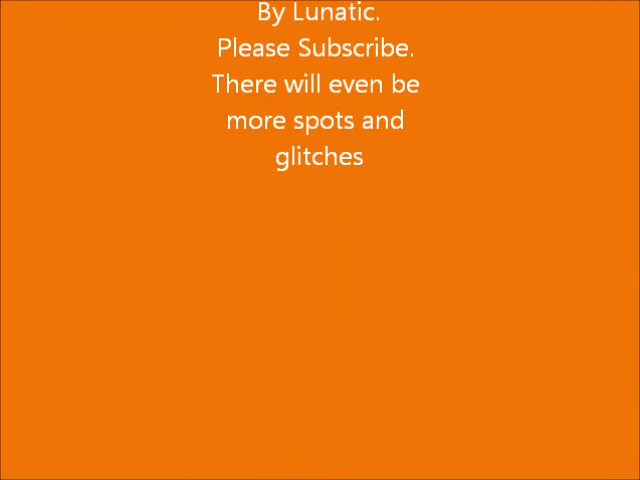 By Lunatic.
Please Subscribe.
There will even be
more spots and
glitches